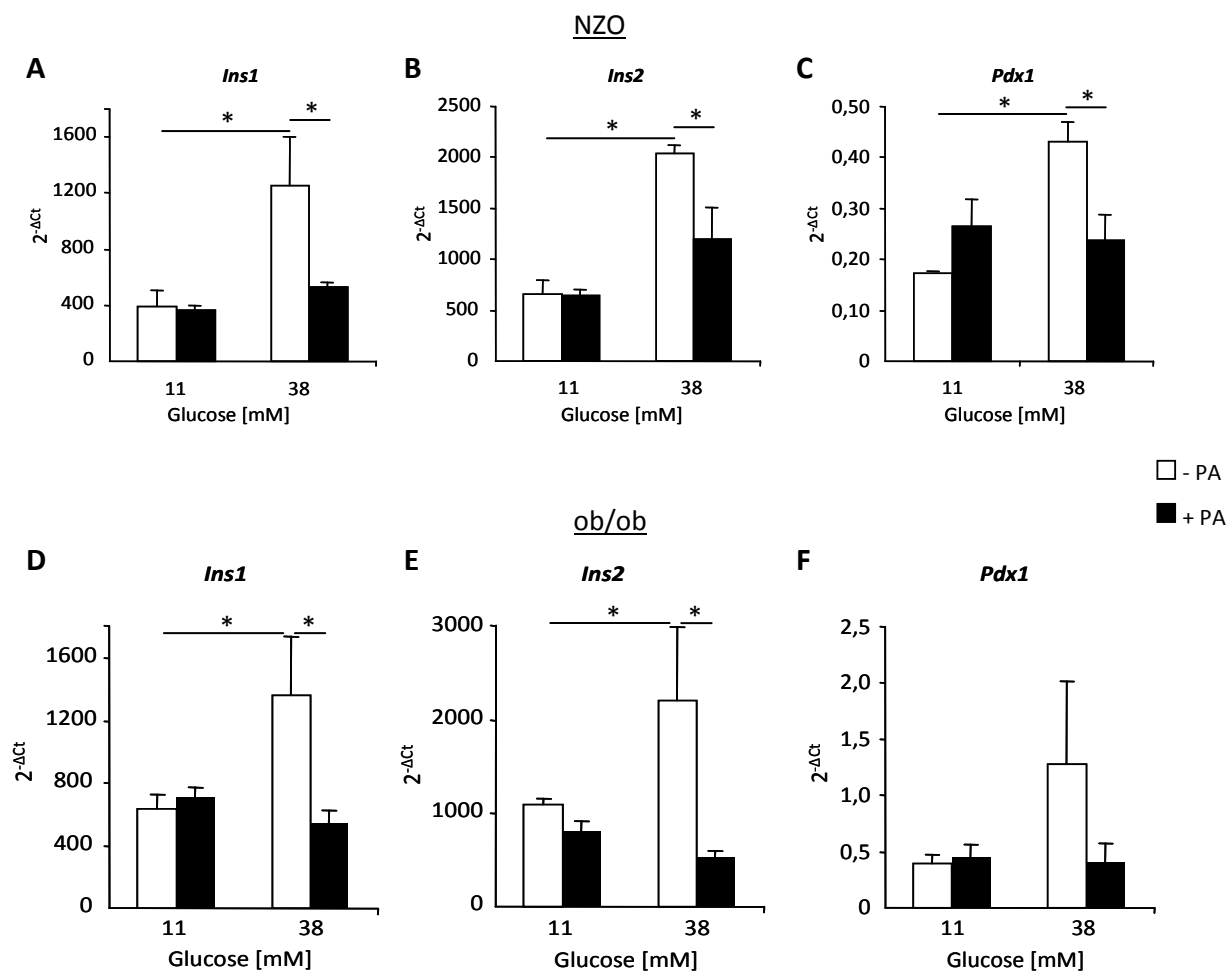 NZO
A
Ins1
*
*
1600
1200
800
400
0
2^-ΔCt
11
38
Glucose [mM]
B
Ins2
*
*
2500
2000
1500
1000
500
0
2^-ΔCt
11
38
Glucose [mM]
C
Pdx1
*
*
0,50
0,40
0,30
0,20
0,10
0
2^-ΔCt
11
38
Glucose [mM]
- PA
+ PA
ob/ob
D
Ins1
*
*
1600
1200
800
400
0
2^-ΔCt
11
38
Glucose [mM]
E
Ins2
*
*
3000
2000
1000
0
2^-ΔCt
11
38
Glucose [mM]
F
Pdx1
2,5
2,0
1,5
1,0
0,5
0
2^-ΔCt
11
38
Glucose [mM]